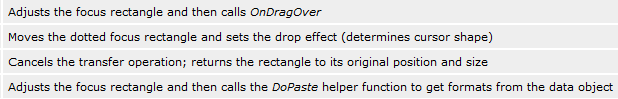 Adjusts the focus rectangle and then calls OnDragOver
Moves the dotted focus rectangle and sets the drop effect (determines cursor shape)
Cancels the transfer operation; returns the rectangle to its original position and size
Adjusts the focus rectangle and then calls the DoPaste helper function to get formats from the data object